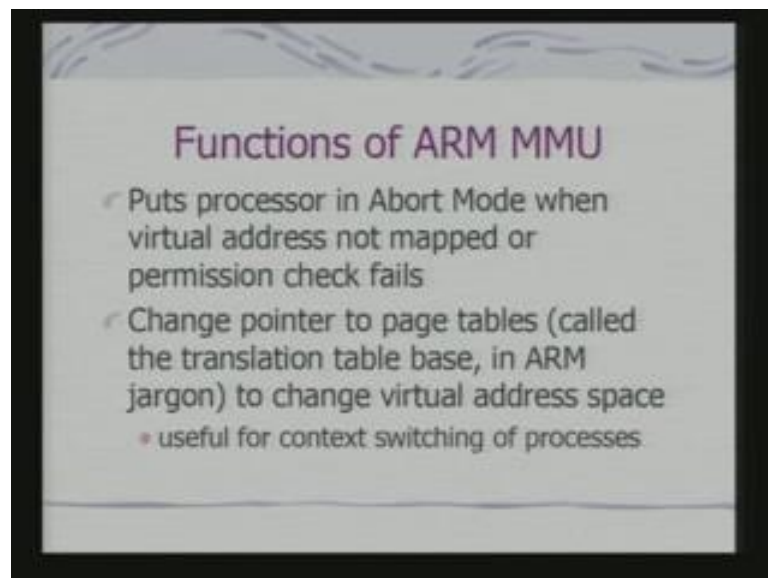 Functions of ARM MMU
Puts processor in Abort Mode when
virtual address not mapped or
permission check fails
Change pointer to page tables (called
the translation table base, in ARM
jargon) to change virtual address space
useful for context switching of processes